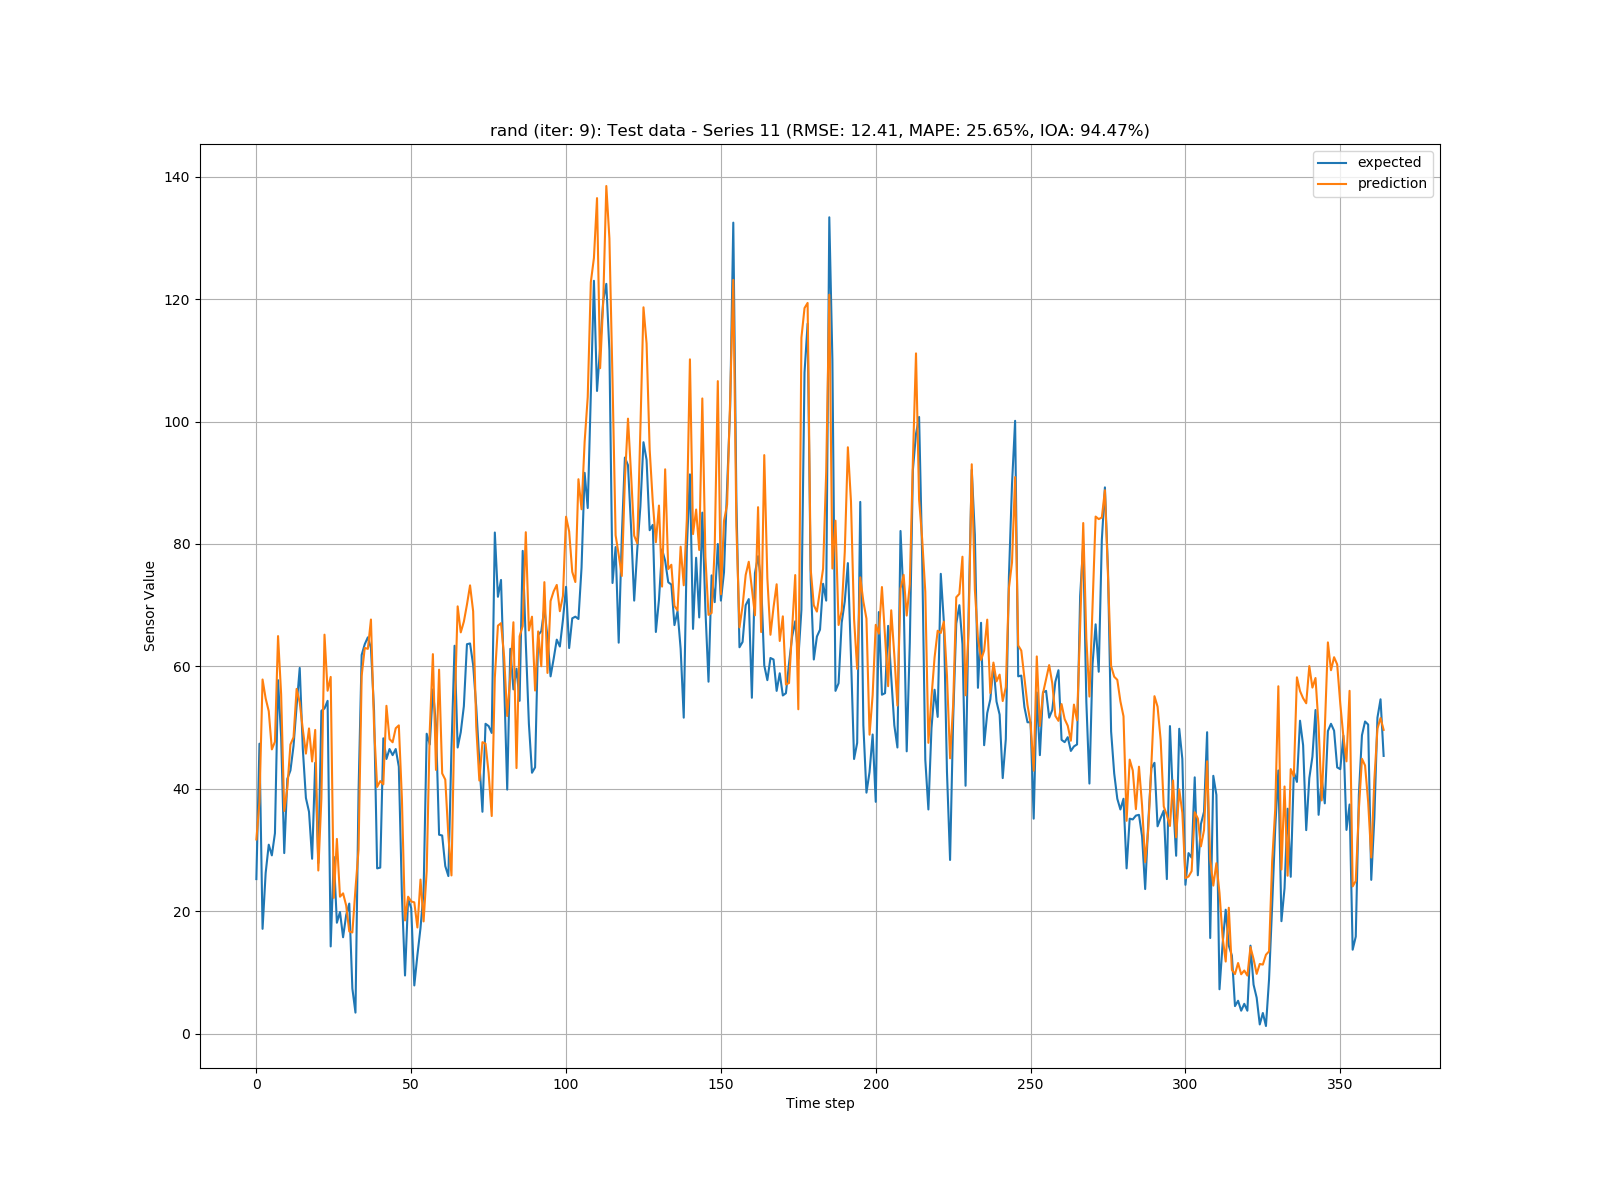 rand (iter: 9): Test data - Series 11 (RMSE: 12.41, MAPE: 25.65%, IOA: 94.47%)
expected
prediction
140
120
100
80
60
40
20
0
Sensor Value
0 50 100 150 200 250 300 350
Time step